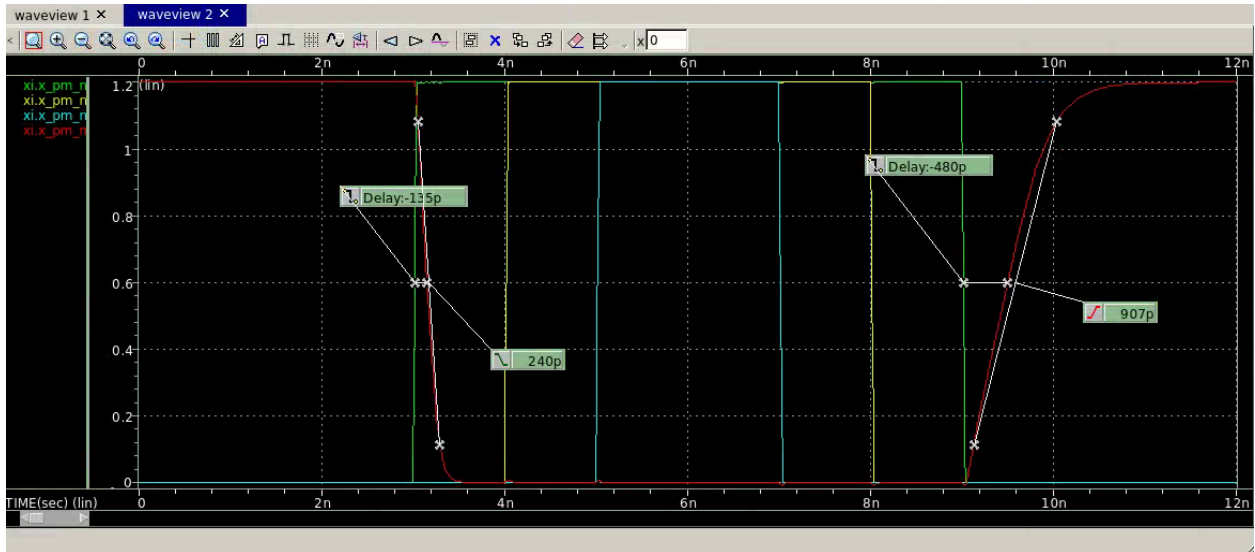 waveview 1 ×
waveview 2 ×
x 0
0 2n 4n 6n 8n 10n 12n
xi.x_pm_n
xi.x_pm_n
xi.x_pm_n
xi.x_pm_n
1.2 (lin)
1
Delay:-480p
Delay:-135p
0.8
0.6
907p
0.4
240p
0.2
0
TIME(sec) (lin) 0 2n 4n 6n 8n 10n 12n